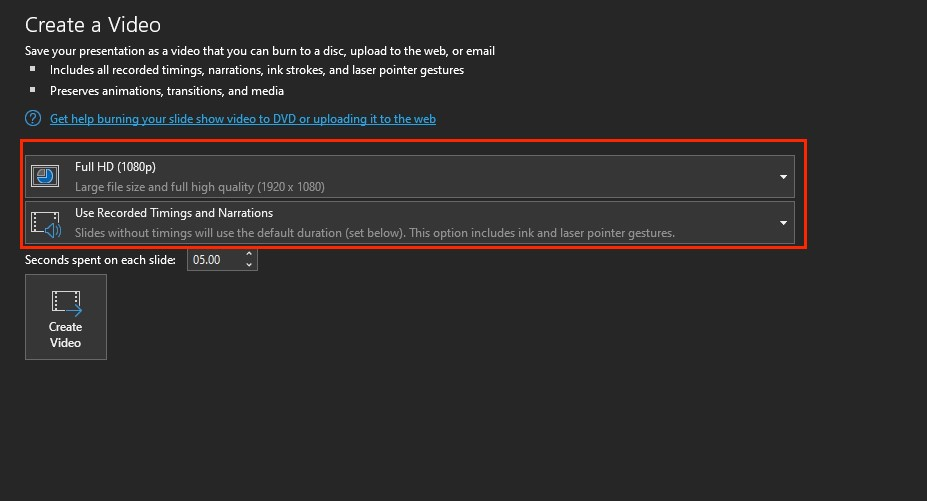 Create a Video
Save your presentation as a video that you can burn to a disc, upload to the web, or email
Includes all recorded timings, narrations, ink strokes, and laser pointer gestures
Preserves animations, transitions, and media
Get help burning your slide show video to DVD or uploading it to the web
Full HD (1080p)
Large file size and full high quality (1920 x 1080)
Use Recorded Timings and Narrations
Slides without timings will use the default duration (set below). This option includes ink and laser pointer gestures.
Seconds spent on each slide: 05.00
Create
Video